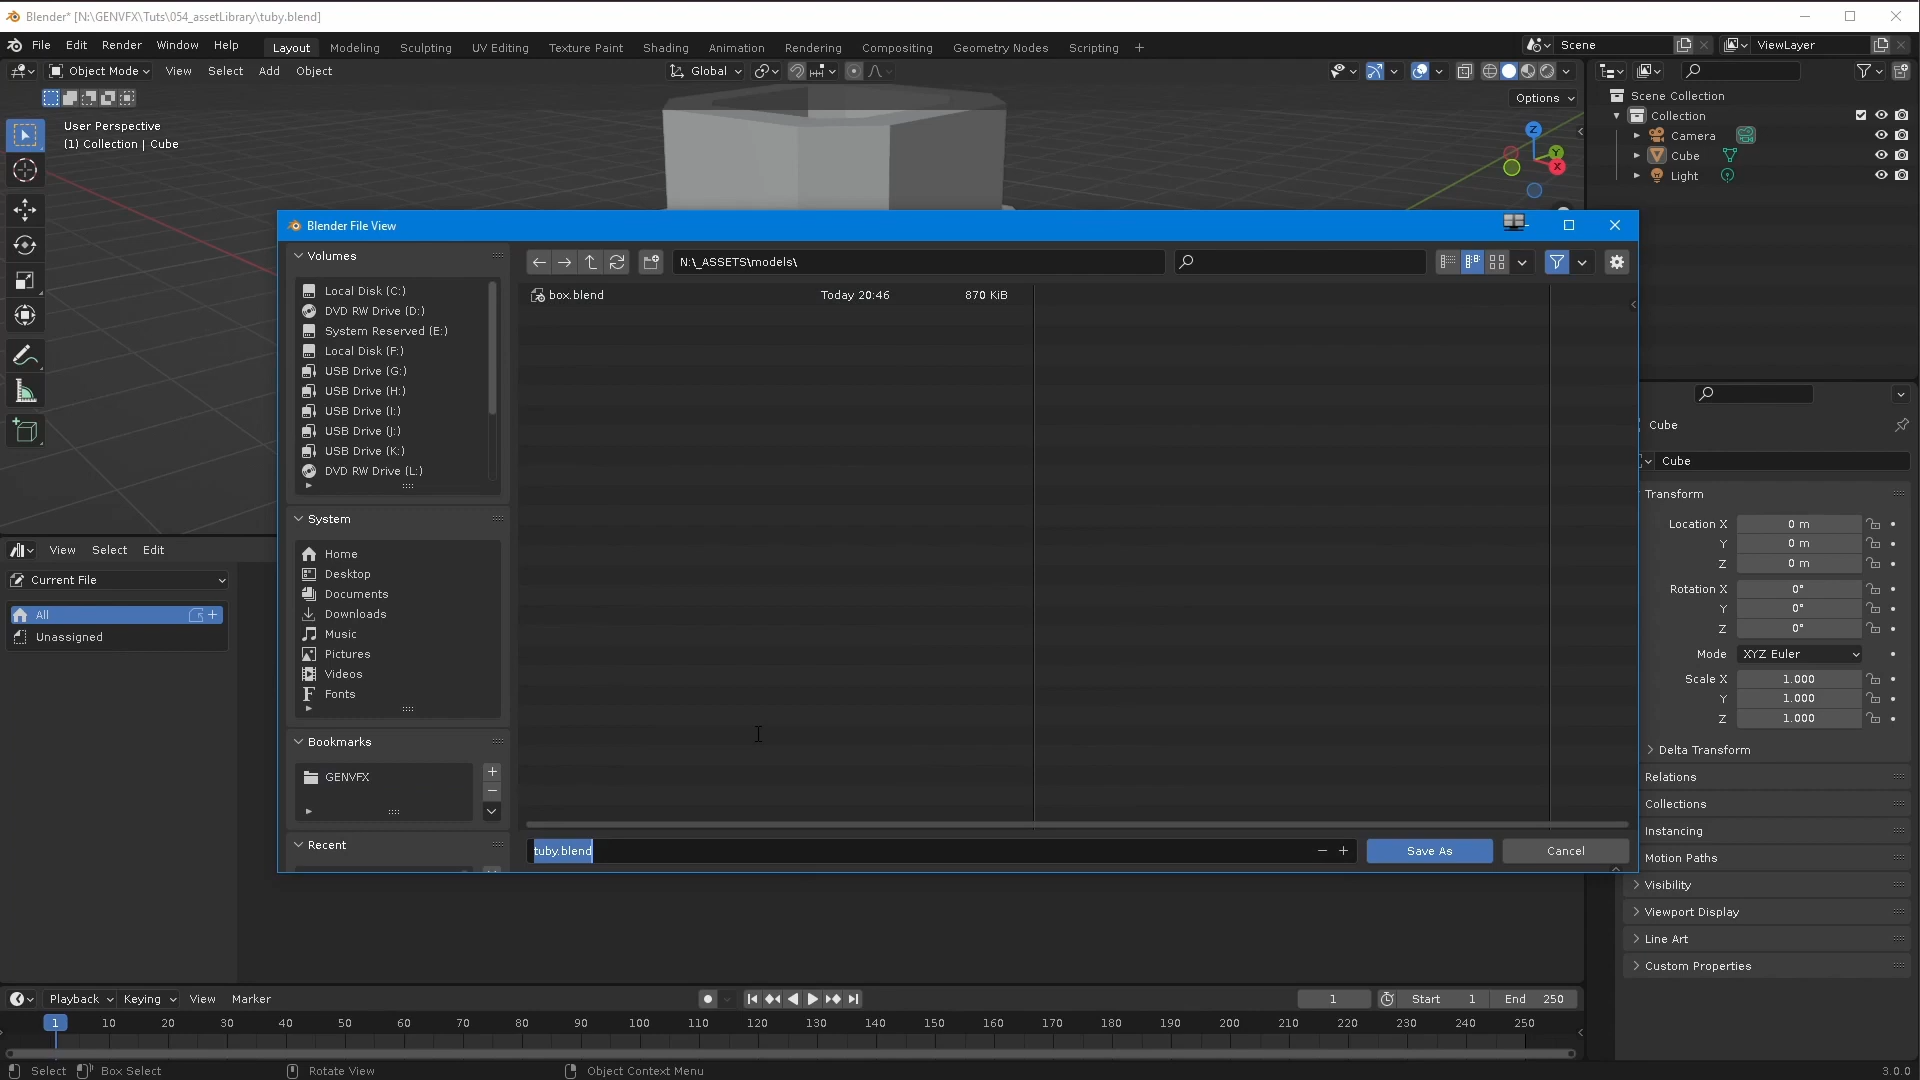 Blender* [N:\GENVFX\Tuts\054_assetLibrary\tuby.blend]
File Edit Render Window Help Layout Modeling Sculpting UV Editing Texture Paint Shading Animation Rendering Compositing Geometry Nodes Scripting + Scene ViewLayer
Object Mode View Select Add Object Global
Options
User Perspective
(1) Collection | Cube
Z
Y
X
Scene Collection
Collection
Camera
Cube
Light
Blender File View
Volumes
Local Disk (C:)
DVD RW Drive (D:)
System Reserved (E:)
Local Disk (F:)
USB Drive (G:)
USB Drive (H:)
USB Drive (I:)
USB Drive (J:)
USB Drive (K:)
DVD RW Drive (L:)
System
Home
Desktop
Documents
Downloads
Music
Pictures
Videos
Fonts
Bookmarks
GENVFX
Recent
N:\_ASSETS\models\
box.blend Today 20:46 870 KiB
tuby.blend
Save As Cancel
View Select Edit
Current File
All
Unassigned
Cube
Cube
Transform
Location X 0 m
Y 0 m
Z 0 m
Rotation X 0°
Y 0°
Z 0°
Mode XYZ Euler
Scale X 1.000
Y 1.000
Z 1.000
Delta Transform
Relations
Collections
Instancing
Motion Paths
Visibility
Viewport Display
Line Art
Custom Properties
Playback Keying View Marker 1 Start 1 End 250
1 10 20 30 40 50 60 70 80 90 100 110 120 130 140 150 160 170 180 190 200 210 220 230 240 250
Select Box Select Rotate View Object Context Menu 3.0.0